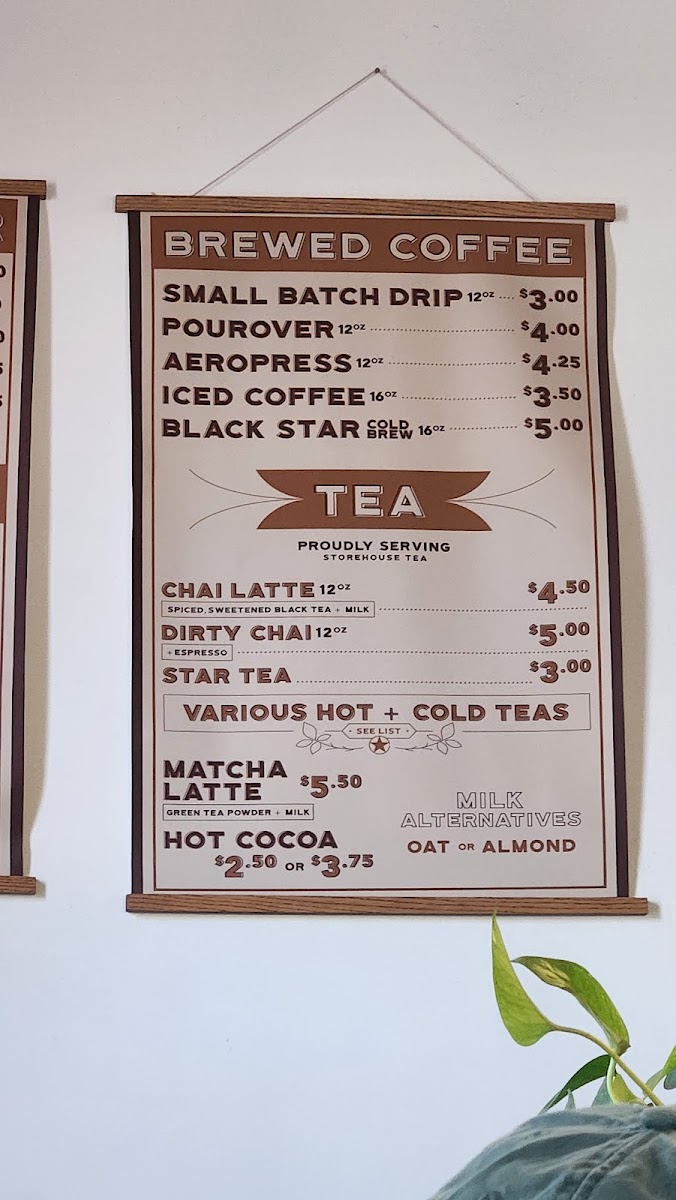 BREWED COFFEE
SMALL BATCH DRIP 12OZ .... $3.00
POUROVER 12OZ .... $4.00
AEROPRESS 12OZ .... $4.25
ICED COFFEE 16OZ .... $3.50
BLACK STAR COLD BREW 16OZ .... $5.00
TEA
PROUDLY SERVING
STOREHOUSE TEA
CHAI LATTE 12OZ $4.50
SPICED, SWEETENED BLACK TEA + MILK
DIRTY CHAI 12OZ $5.00
+ ESPRESSO
STAR TEA .... $3.00
VARIOUS HOT + COLD TEAS
· SEE LIST ·
MATCHA
LATTE $5.50
GREEN TEA POWDER + MILK
HOT COCOA
$2.50 OR $3.75
MILK
ALTERNATIVES
OAT OR ALMOND